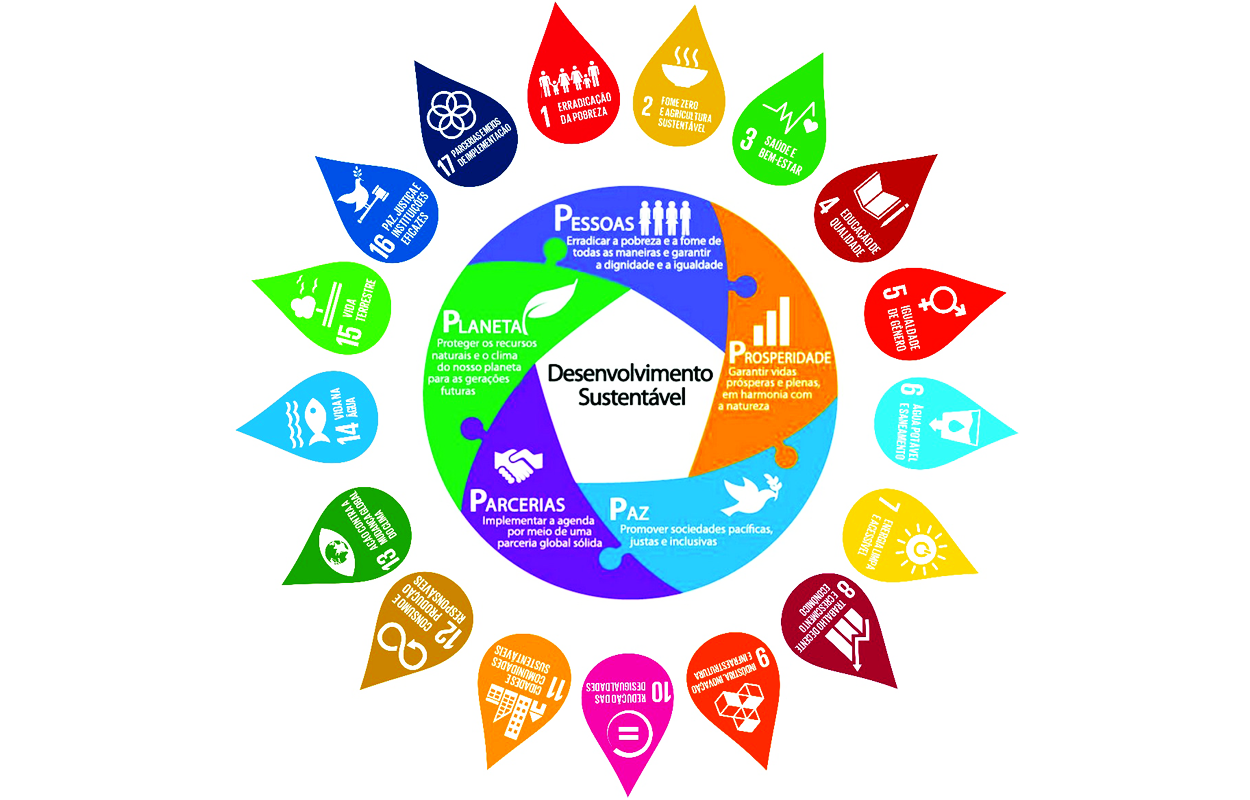 1 ERRADICAÇÃO
DA POBREZA
2 FOME ZERO
E AGRICULTURA
SUSTENTÁVEL
3 SAÚDE E
BEM-ESTAR
4 EDUCAÇÃO DE
QUALIDADE
5 IGUALDADE
DE GÊNERO
6 ÁGUA POTÁVEL
E SANEAMENTO
7 ENERGIA LIMPA
E ACESSÍVEL
8 TRABALHO DECENTE
E CRESCIMENTO
ECONÔMICO
9 INDÚSTRIA, INOVAÇÃO
E INFRAESTRUTURA
10 REDUÇÃO DAS
DESIGUALDADES
11 CIDADES E
COMUNIDADES
SUSTENTÁVEIS
12 CONSUMO E
PRODUÇÃO
RESPONSÁVEIS
13 AÇÃO CONTRA A
MUDANÇA GLOBAL
DO CLIMA
14 VIDA NA
ÁGUA
15 VIDA
TERRESTRE
16 PAZ, JUSTIÇA E
INSTITUIÇÕES
EFICAZES
17 PARCERIAS E MEIOS
DE IMPLEMENTAÇÃO
PESSOAS
Erradicar a pobreza e a fome de
todas as maneiras e garantir
a dignidade e a igualdade
PROSPERIDADE
Garantir vidas
prósperas e plenas,
em harmonia com
a natureza
PAZ
Promover sociedades pacíficas,
justas e inclusivas
PARCERIAS
Implementar a agenda
por meio de uma
parceria global sólida
PLANETA
Proteger os recursos
naturais e o clima
do nosso planeta
para as gerações
futuras
Desenvolvimento
Sustentável